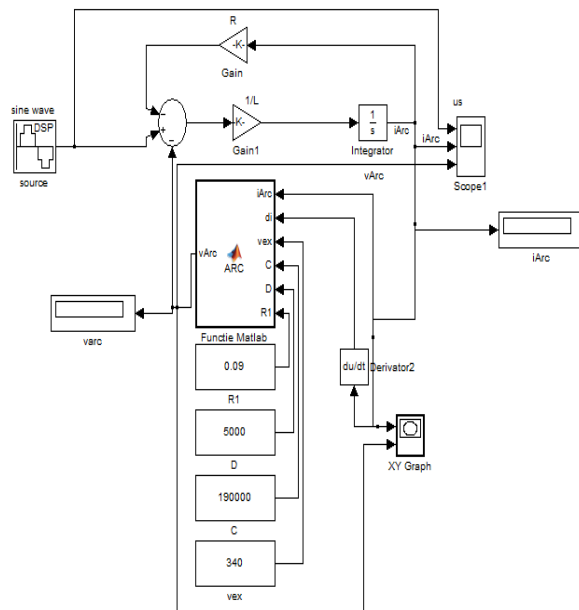 R
-K-
Gain
1/L
-K-
Gain1
1
s
iArc
Integrator
us
iArc
vArc
Scope1
sine wave
DSP
source
−
+
−
iArc
di
vex
C
D
R1
vArc
ARC
Functie Matlab
varc
iArc
0.09
R1
5000
D
190000
C
340
vex
du/dt
Derivator2
XY Graph